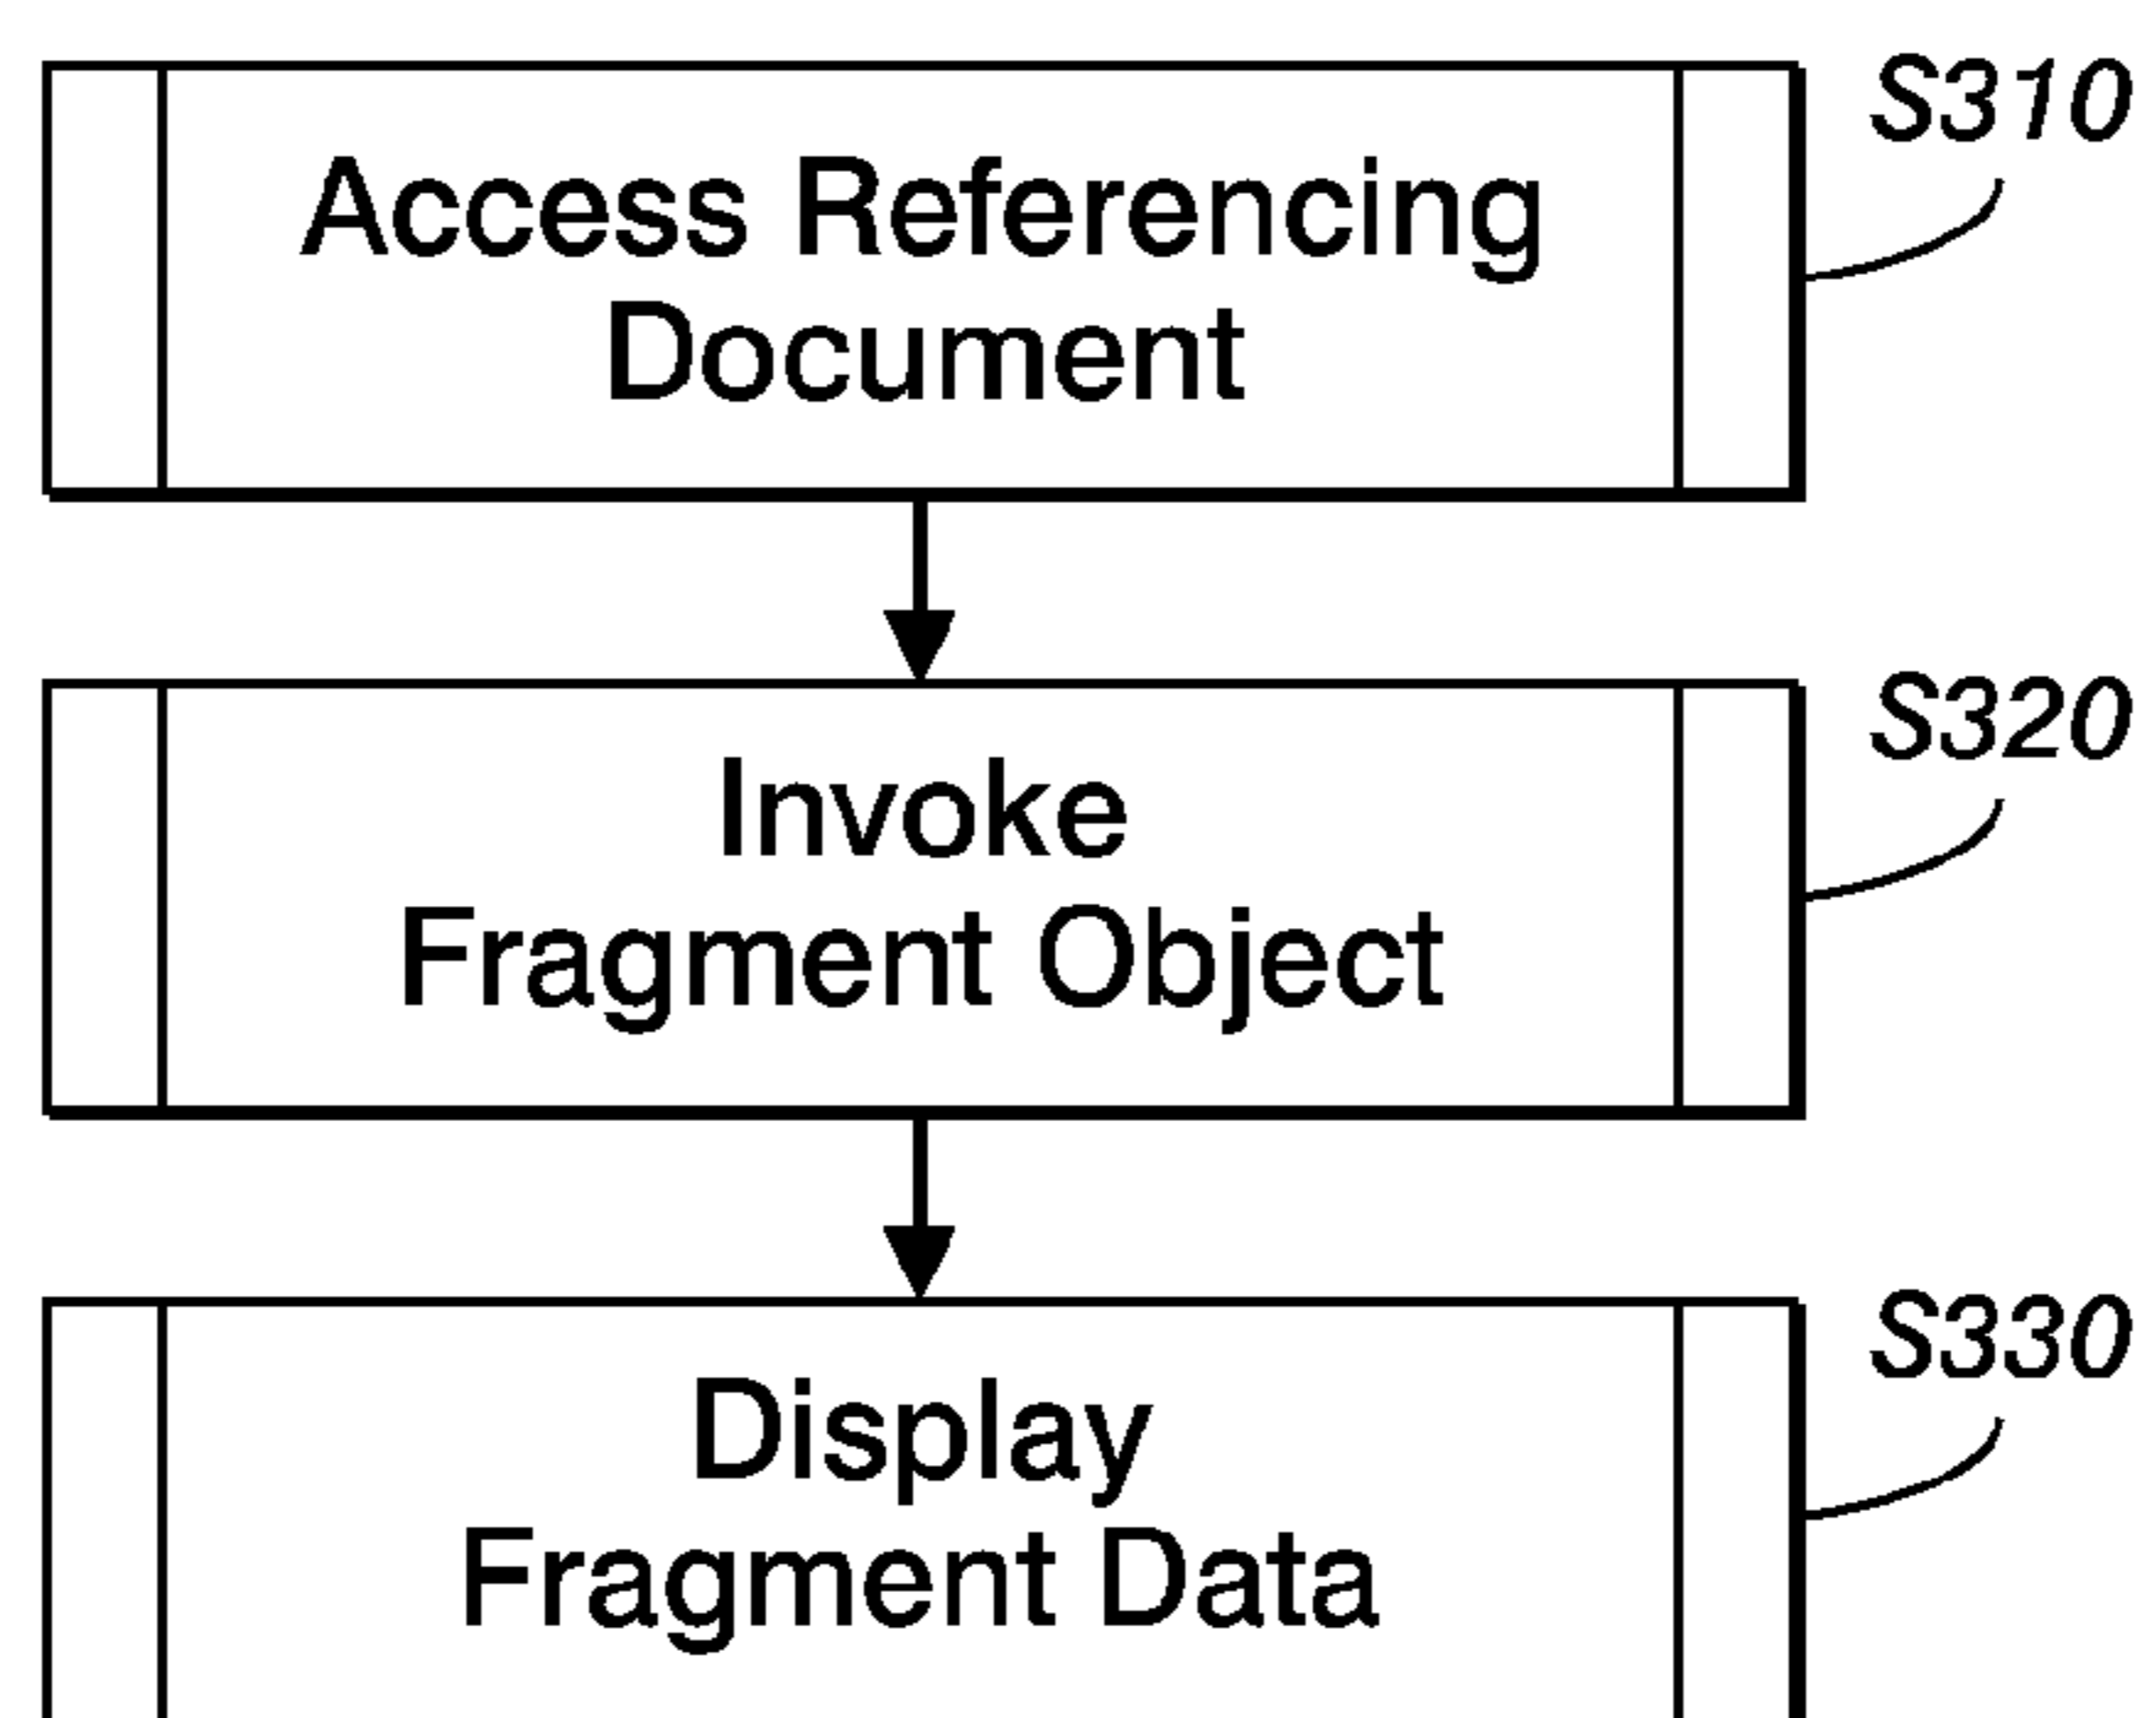 S310
Access Referencing
Document
S320
Invoke
Fragment Object
S330
Display
Fragment Data